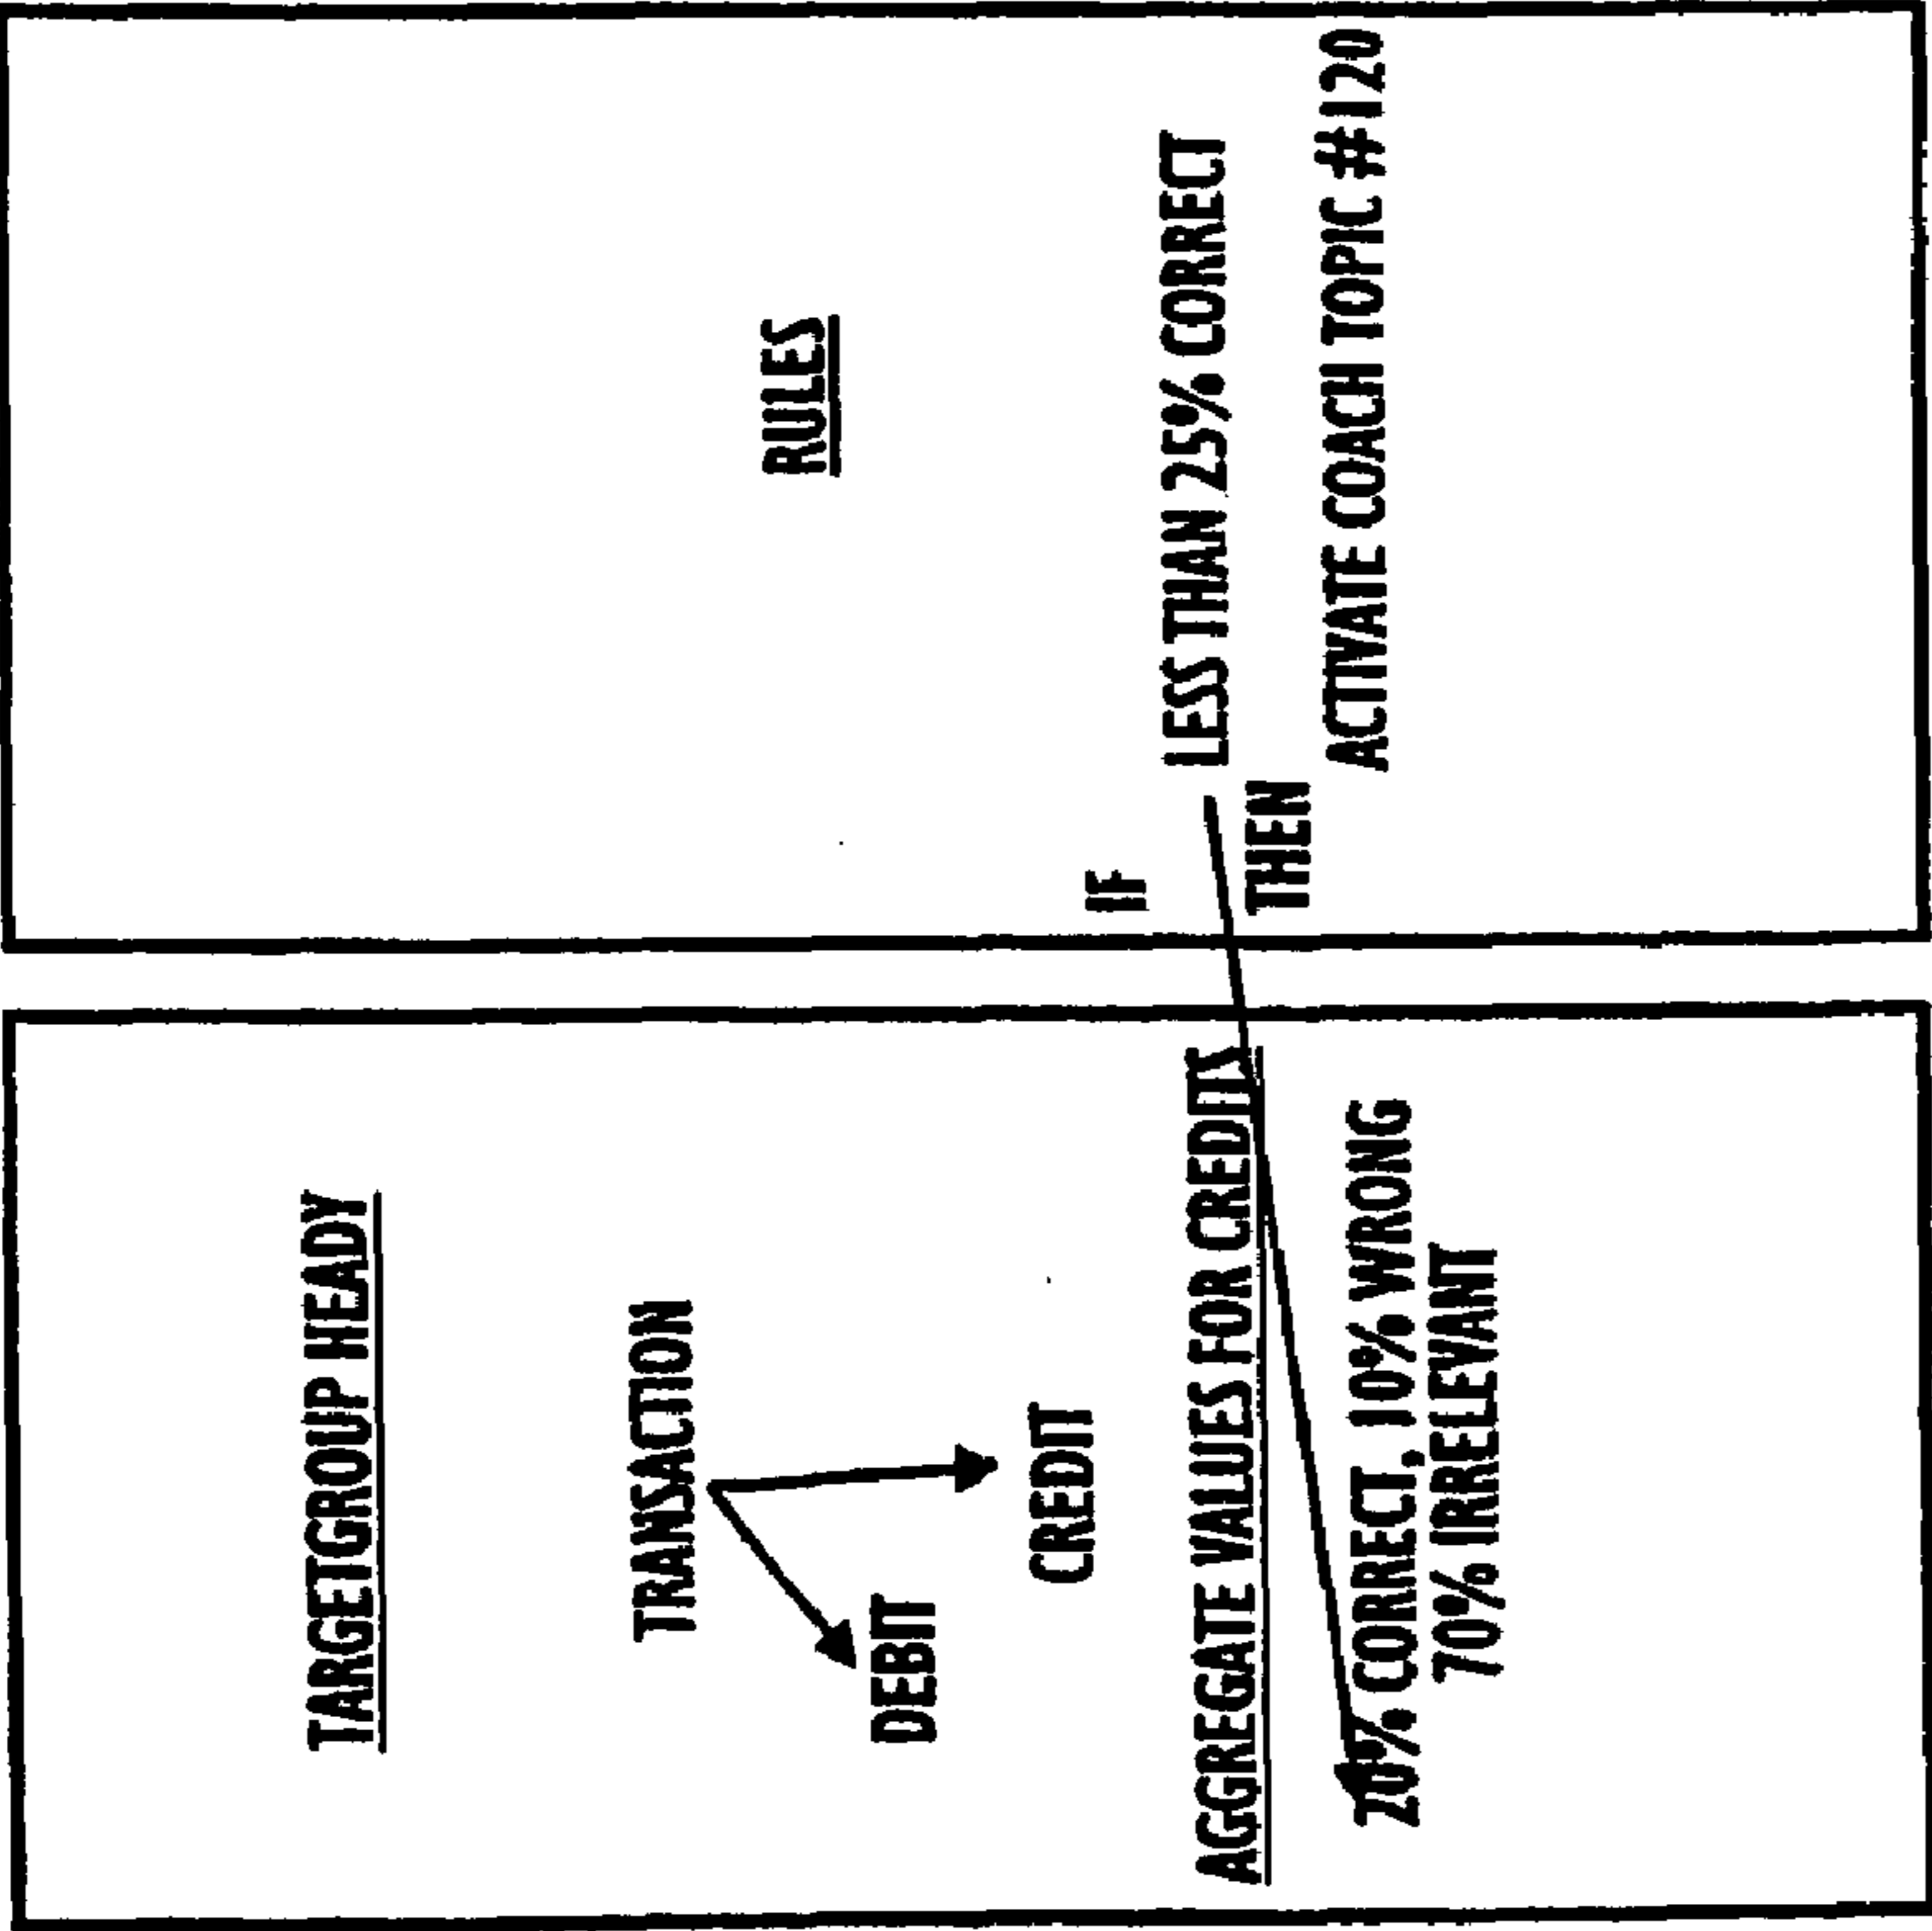 TARGETGROUP HEADY
TRANSACTION
DEBIT
CREDIT
AGGREGATE VALUES FOR CREDITX
20% CORRECT, 10% WRONG
70% IRRELEVANT
RULES
IF
LESS THAN 25% CORRECT
THEN
ACTIVATE COACH TOPIC #120